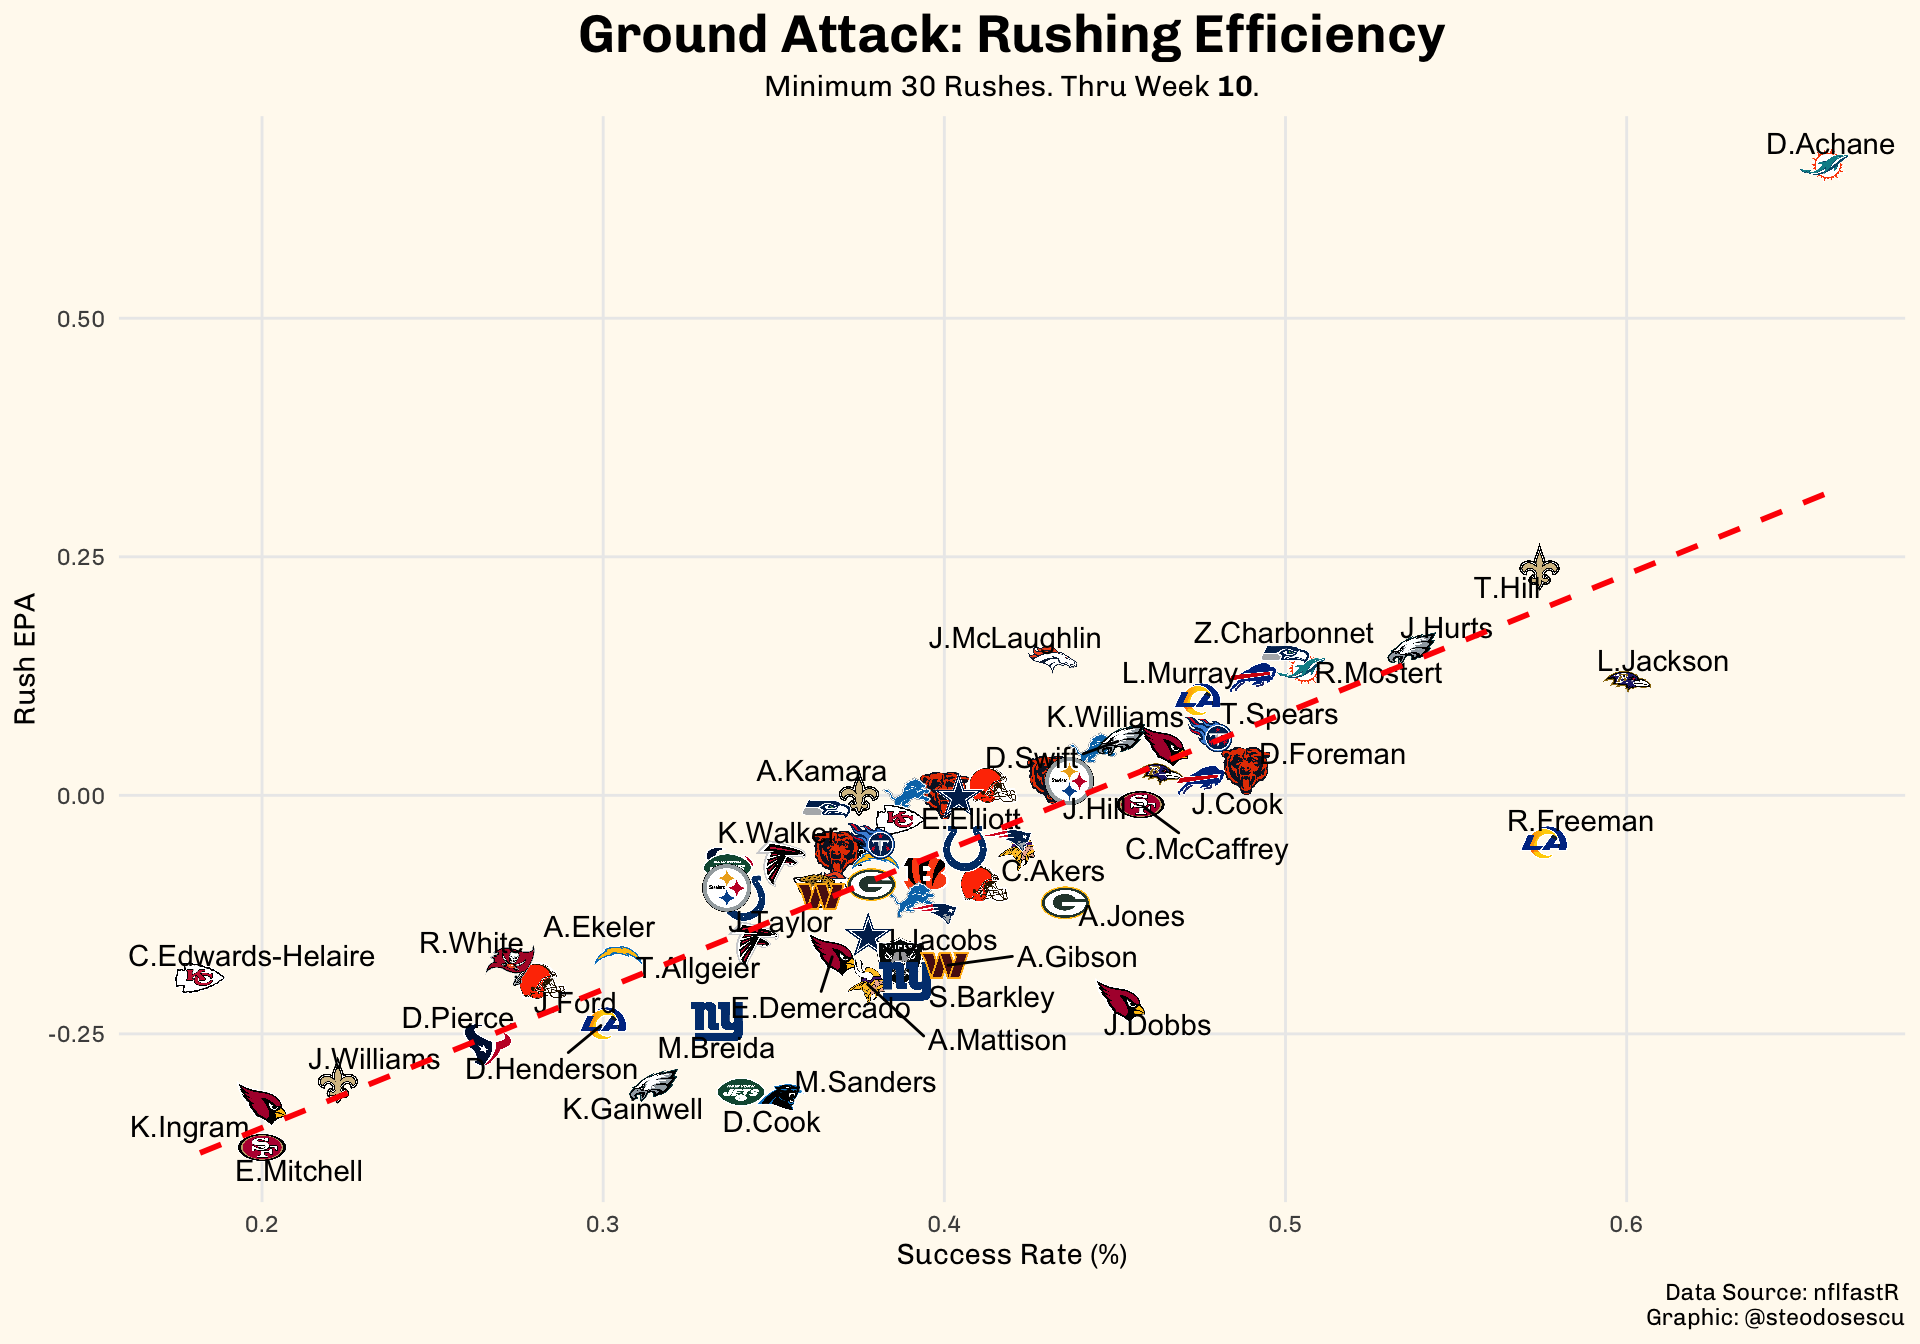 Ground Attack: Rushing Efficiency
Minimum 30 Rushes. Thru Week 10.
D.Achane
0.50
0.25
T.Hill
J.McLaughlin
Z.Charbonnet
J.Hurts
L.Murray
R.Mostert
L.Jackson
K.Williams
T.Spears
D.Swift
D.Foreman
A.Kamara
0.00
J.Hill
J.Cook
E.Elliott
R.Freeman
K.Walker
C.McCaffrey
C.Akers
A.Jones
J.Taylor
A.Ekeler
R.White
J.Jacobs
C.Edwards-Helaire
T.Allgeier
A.Gibson
S.Barkley
J.Ford
E.Demercado
D.Pierce
J.Dobbs
-0.25
A.Mattison
M.Breida
J.Williams
D.Henderson
M.Sanders
K.Gainwell
D.Cook
K.Ingram
E.Mitchell
Rush EPA
0.2
0.3
0.4
0.5
0.6
Success Rate (%)
Data Source: nflfastR
Graphic: @steodosescu